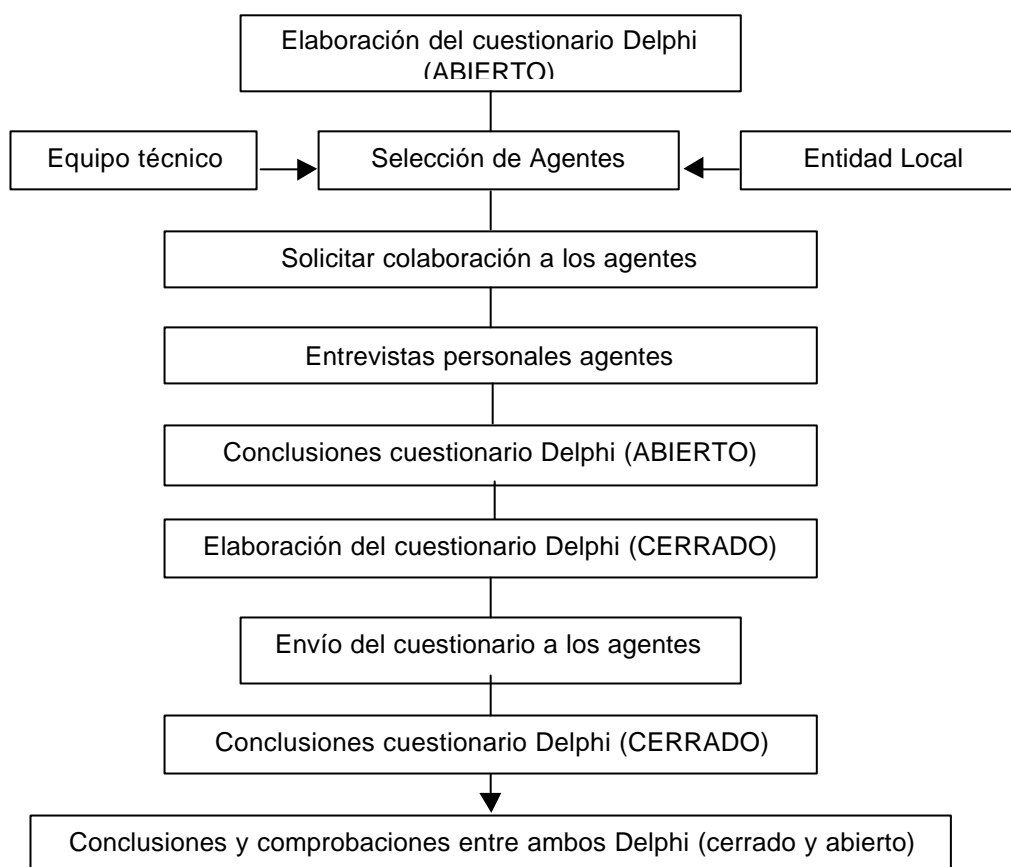 Elaboración del cuestionario Delphi
(ABIERTO)
Equipo técnico
Selección de Agentes
Entidad Local
Solicitar colaboración a los agentes
Entrevistas personales agentes
Conclusiones cuestionario Delphi (ABIERTO)
Elaboración del cuestionario Delphi (CERRADO)
Envío del cuestionario a los agentes
Conclusiones cuestionario Delphi (CERRADO)
Conclusiones y comprobaciones entre ambos Delphi (cerrado y abierto)